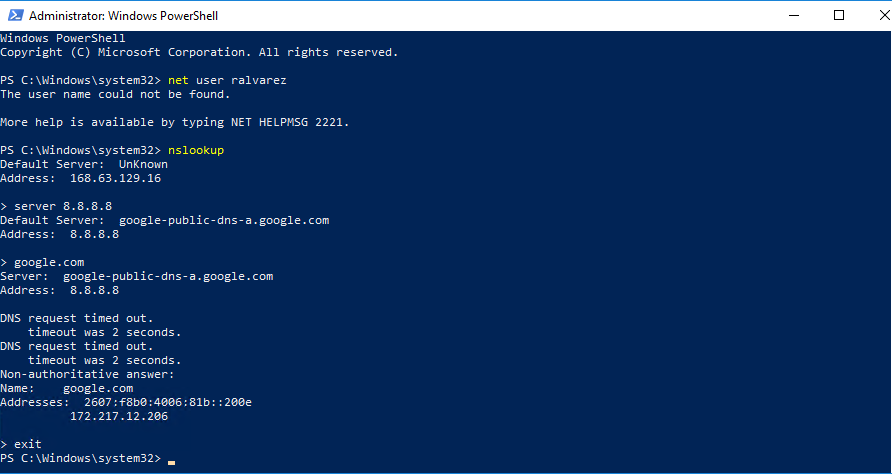 Administrator: Windows PowerShell
Windows PowerShell
Copyright (C) Microsoft Corporation. All rights reserved.
PS C:\Windows\system32> net user ralvarez
The user name could not be found.
More help is available by typing NET HELPMSG 2221.
PS C:\Windows\system32> nslookup
Default Server:  UnKnown
Address:  168.63.129.16
> server 8.8.8.8
Default Server:  google-public-dns-a.google.com
Address:  8.8.8.8
> google.com
Server:  google-public-dns-a.google.com
Address:  8.8.8.8
DNS request timed out.
    timeout was 2 seconds.
DNS request timed out.
    timeout was 2 seconds.
Non-authoritative answer:
Name:    google.com
Addresses:  2607:f8b0:4006:81b::200e
          172.217.12.206
> exit
PS C:\Windows\system32>